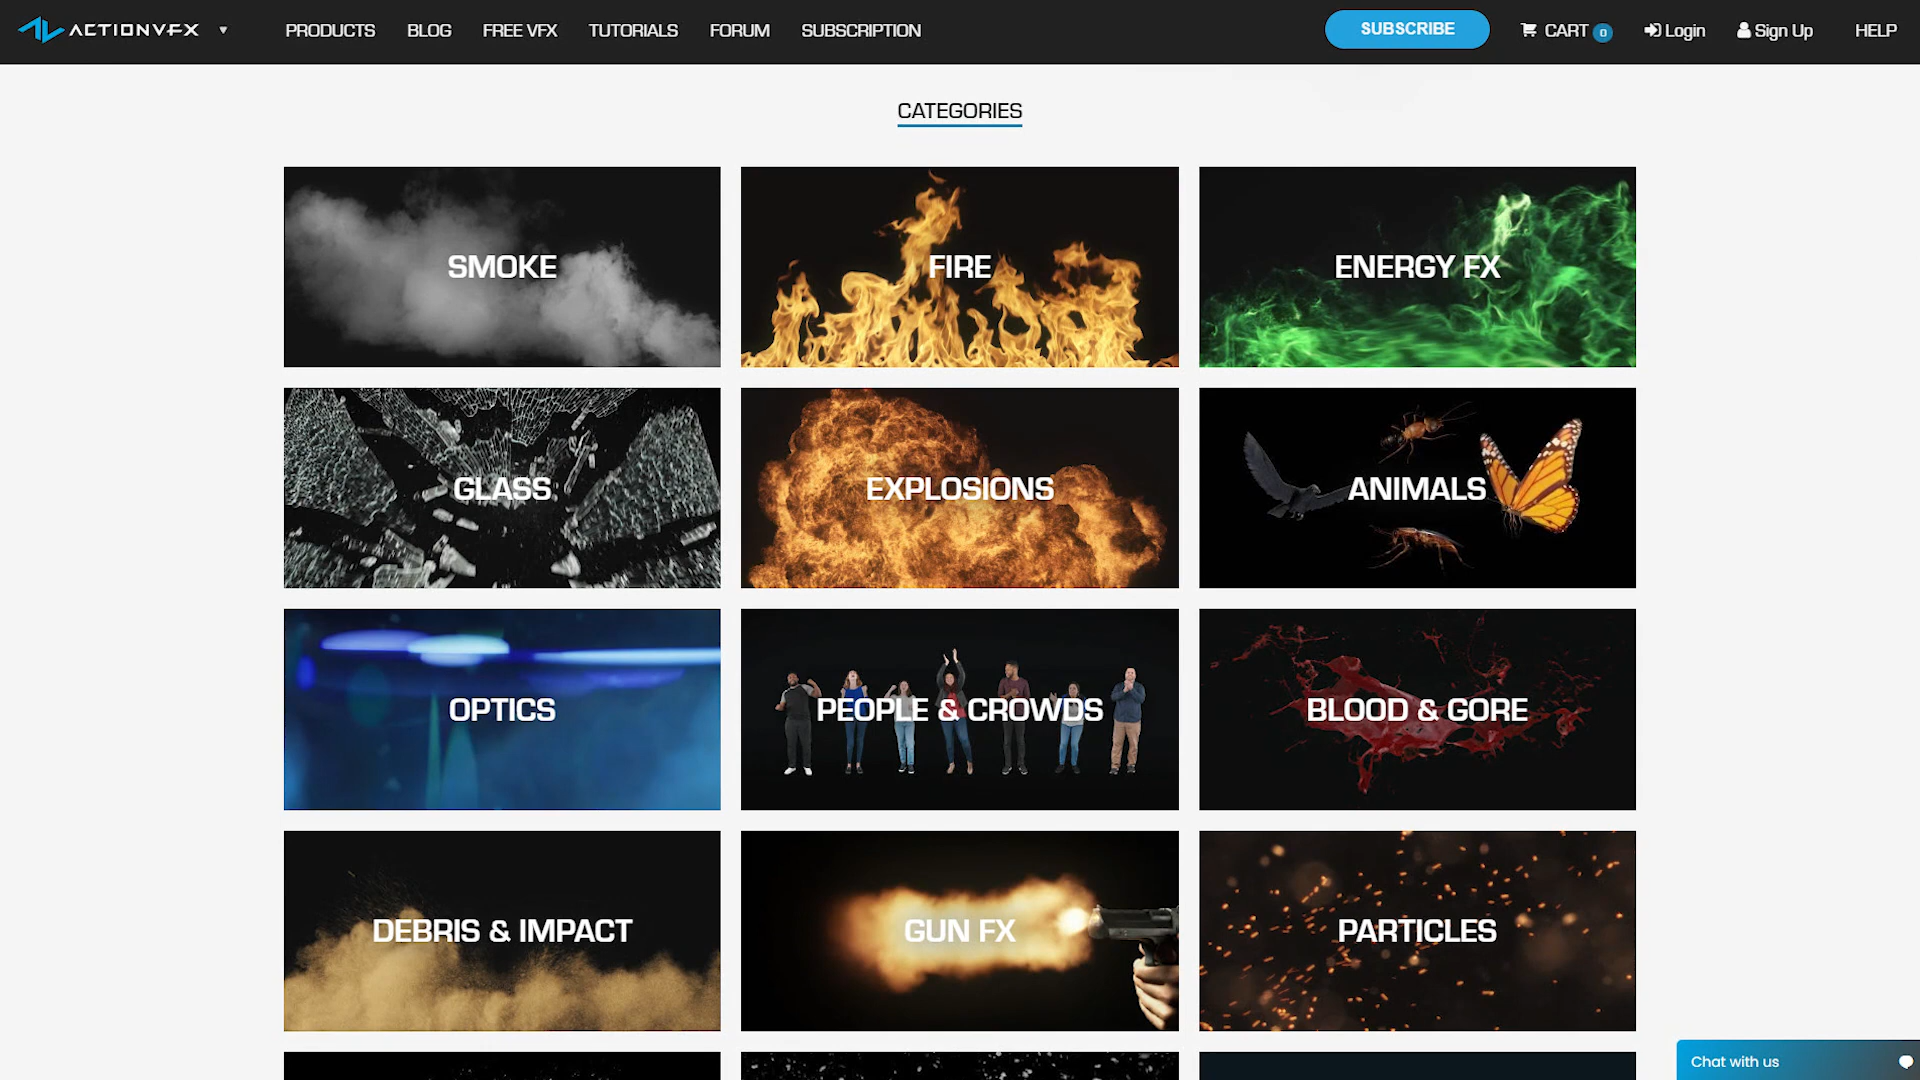 ACTIONVFX PRODUCTS BLOG FREE VFX TUTORIALS FORUM SUBSCRIPTION SUBSCRIBE CART 0 Login Sign Up HELP
CATEGORIES
SMOKE FIRE ENERGY FX
GLASS EXPLOSIONS ANIMALS
OPTICS PEOPLE & CROWDS BLOOD & GORE
DEBRIS & IMPACT GUN FX PARTICLES
Chat with us